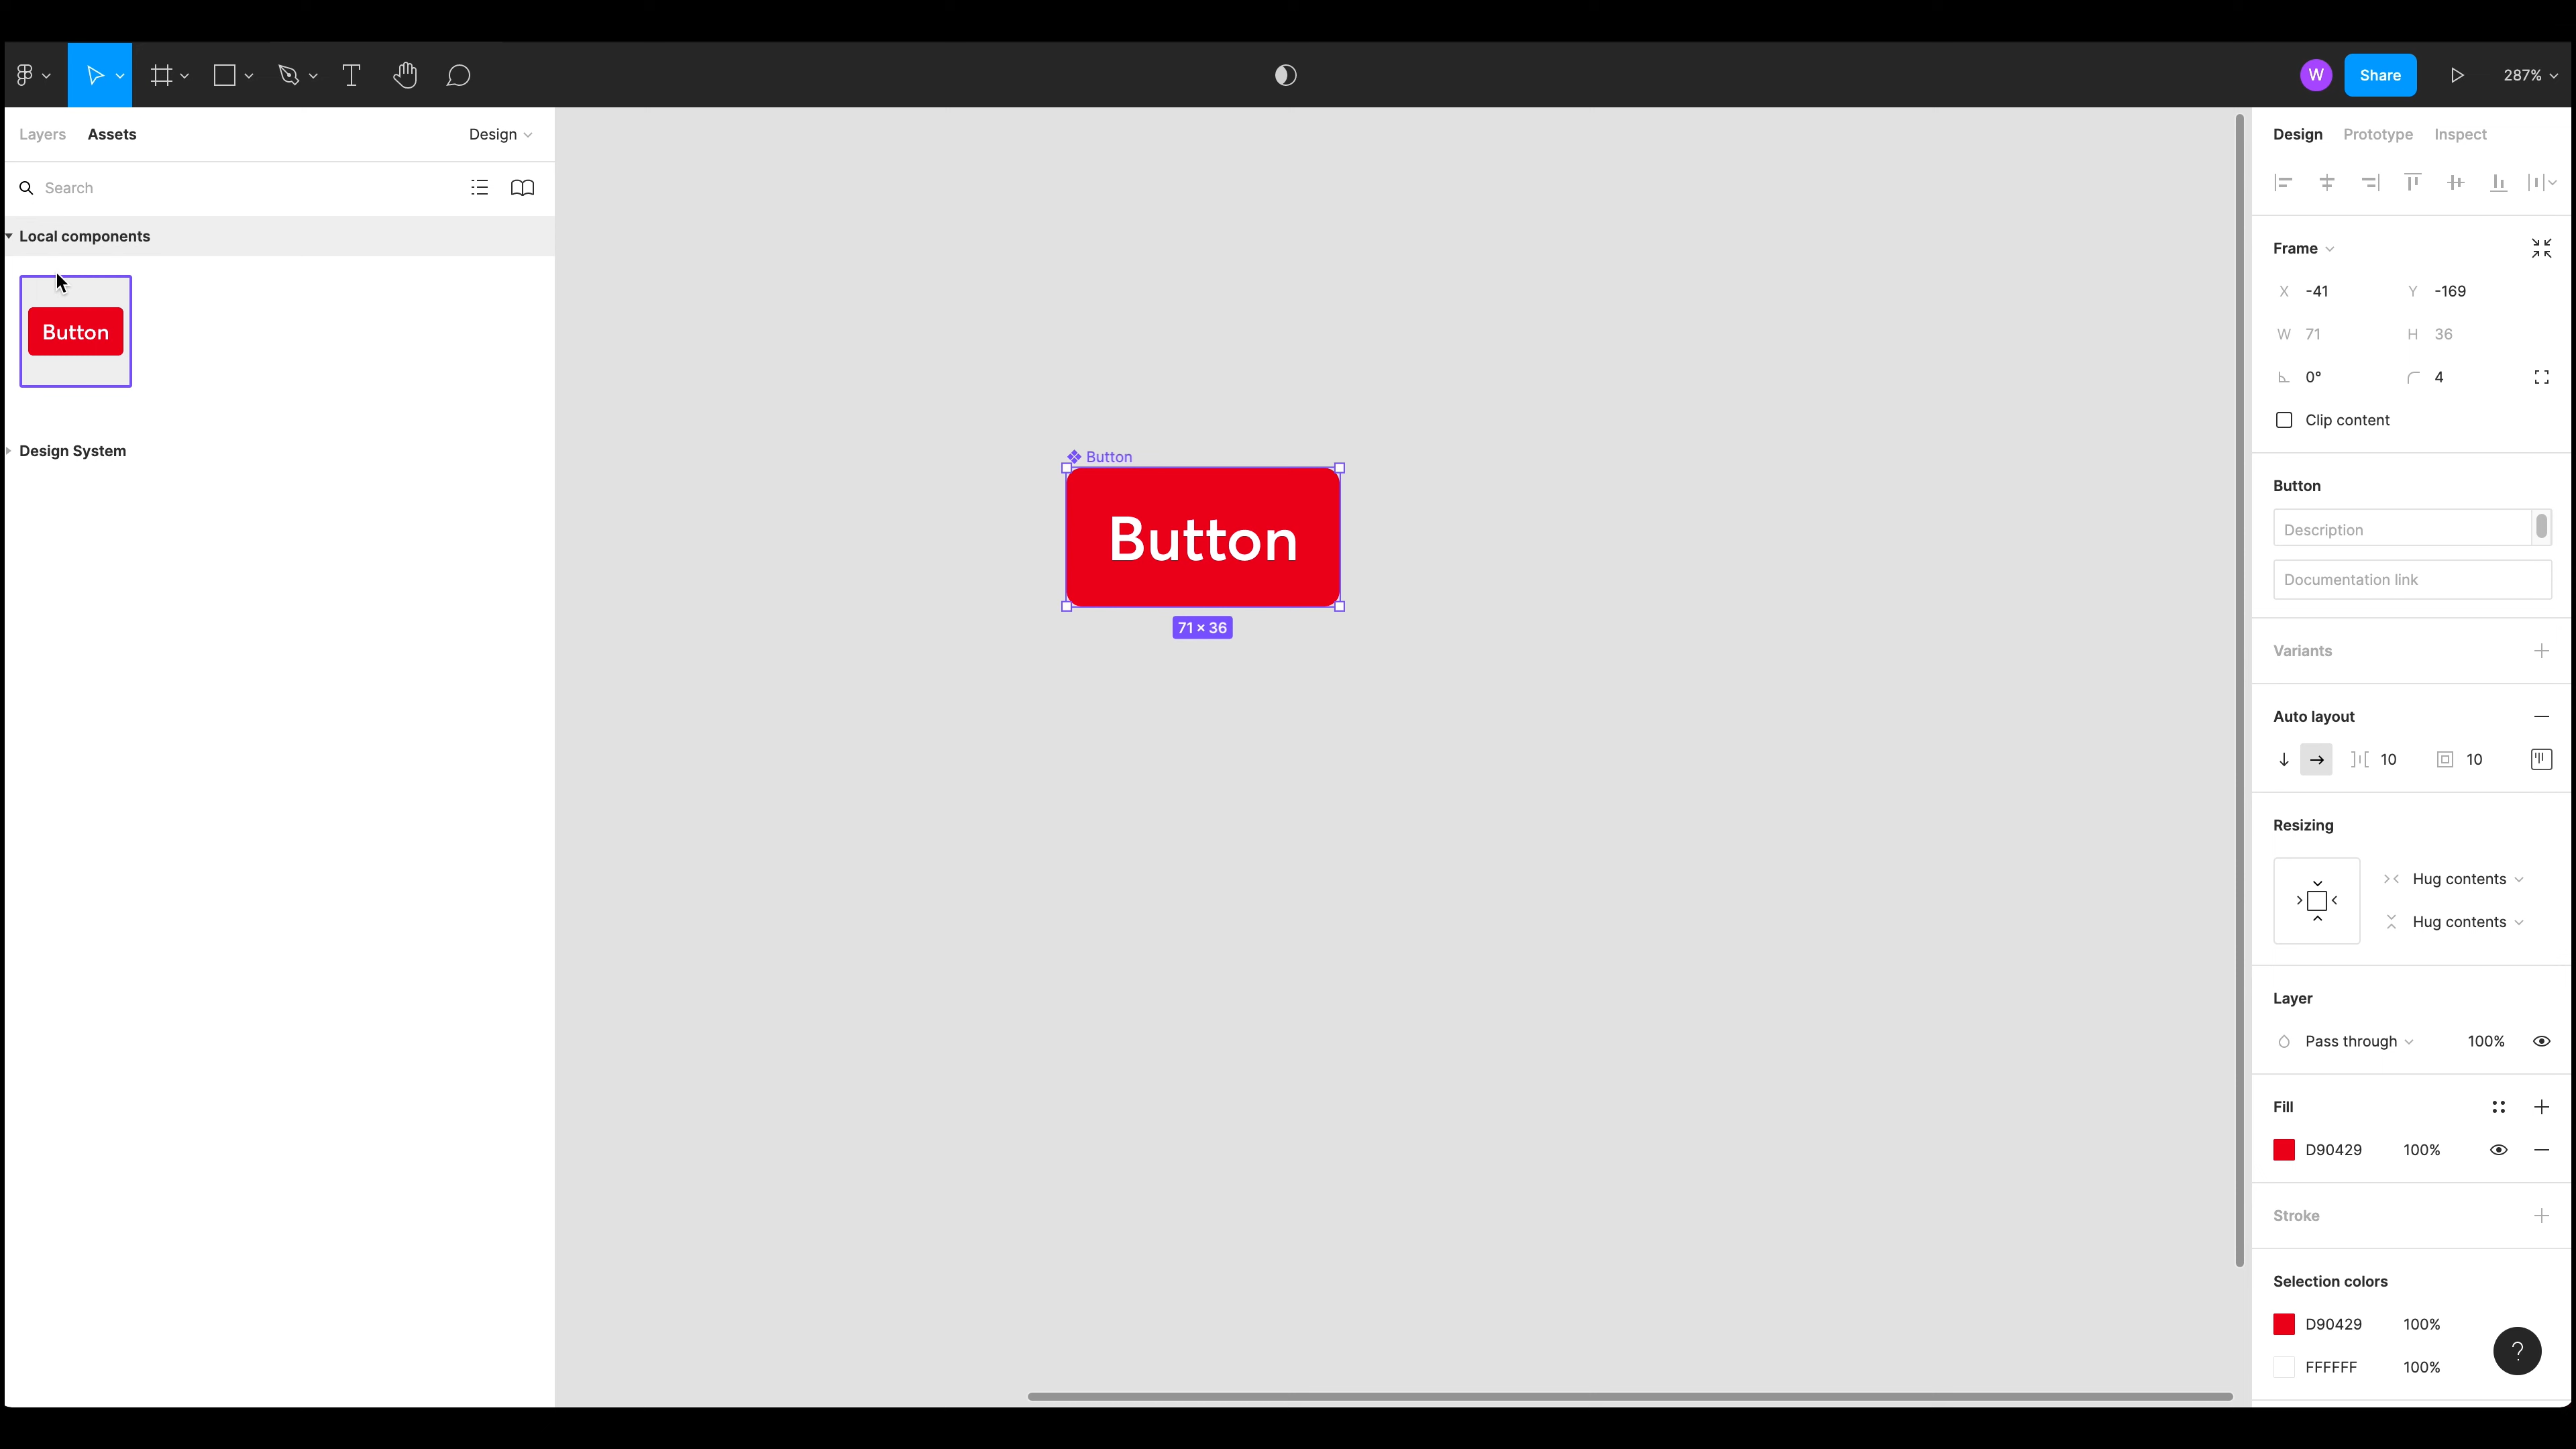 W Share 287%
Layers Assets Design
Search
Local components
Button
Design System
Button
Button
71 × 36
Design Prototype Inspect
Frame
X -41 Y -169
W 71 H 36
0° 4
Clip content
Button
Description
Documentation link
Variants
Auto layout
10 10
Resizing
Hug contents
Hug contents
Layer
Pass through 100%
Fill
D90429 100%
Stroke
Selection colors
D90429 100%
FFFFFF 100%
?